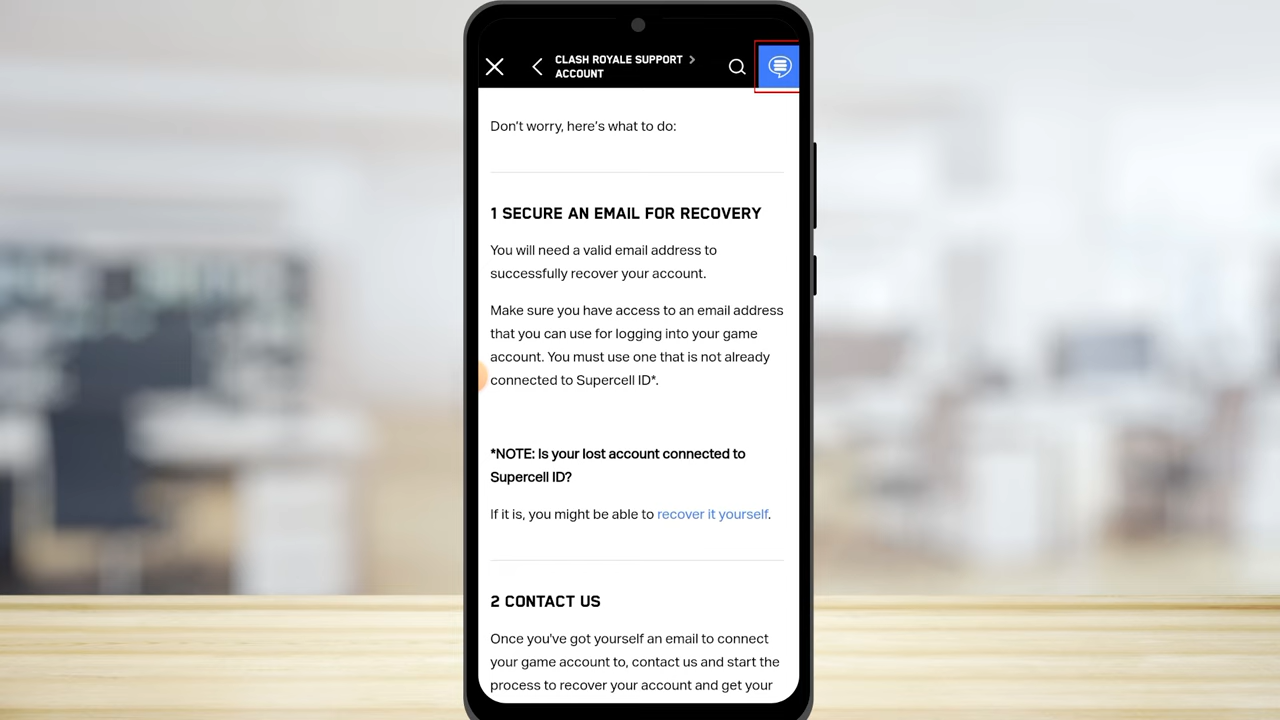 CLASH ROYALE SUPPORT
ACCOUNT
Don't worry, here's what to do:
1 SECURE AN EMAIL FOR RECOVERY
You will need a valid email address to
successfully recover your account.
Make sure you have access to an email address
that you can use for logging into your game
account. You must use one that is not already
connected to Supercell ID*.
*NOTE: Is your lost account connected to
Supercell ID?
If it is, you might be able to recover it yourself.
2 CONTACT US
Once you've got yourself an email to connect
your game account to, contact us and start the
process to recover your account and get your